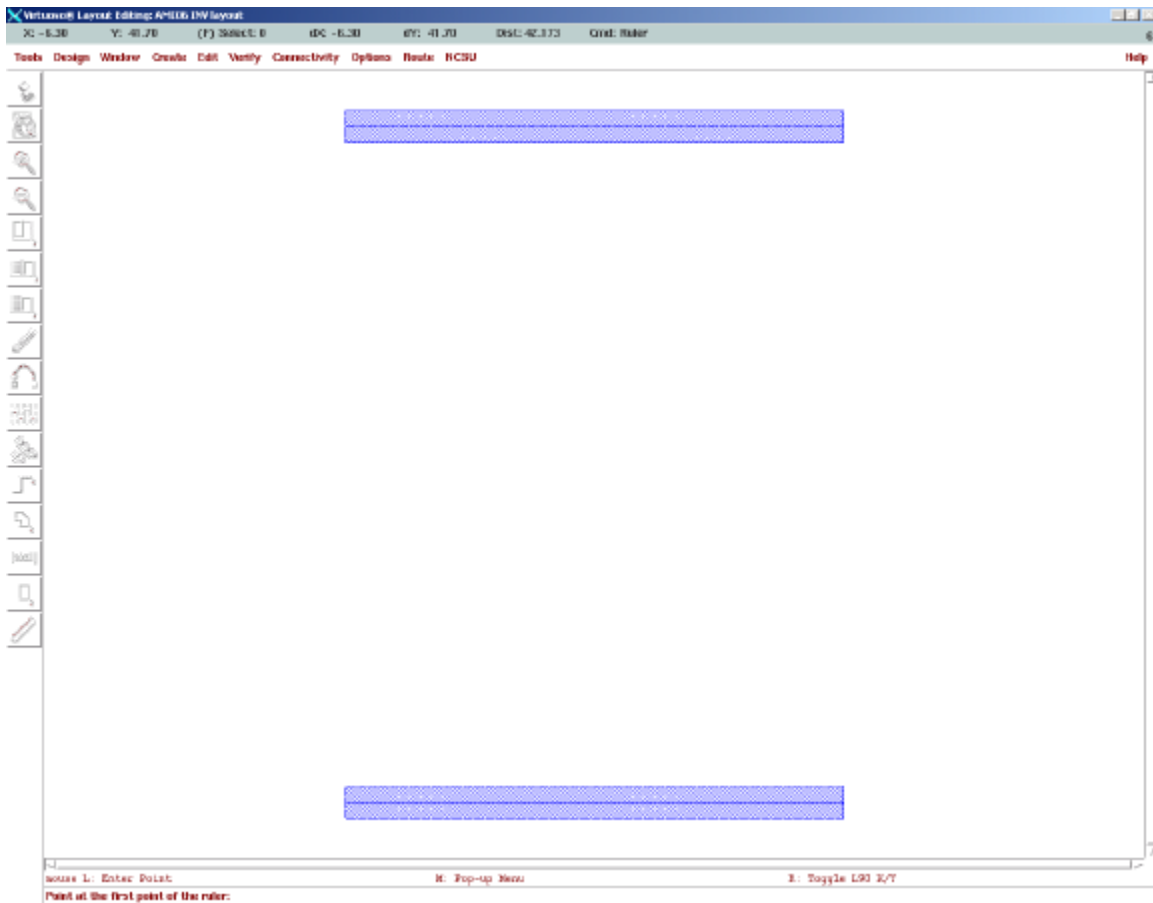 Virtuoso® Layout Editing: AMI06 INV layout
X: -6.30 Y: 41.70 (F) Select: 0 dX: -6.30 dY: 41.70 Dist: 42.173 Cmd: Ruler
Tools Design Window Create Edit Verify Connectivity Options Route NCSU Help
mouse L: Enter Point M: Pop-up Menu R: Toggle L90 X/Y
Point at the first point of the ruler: